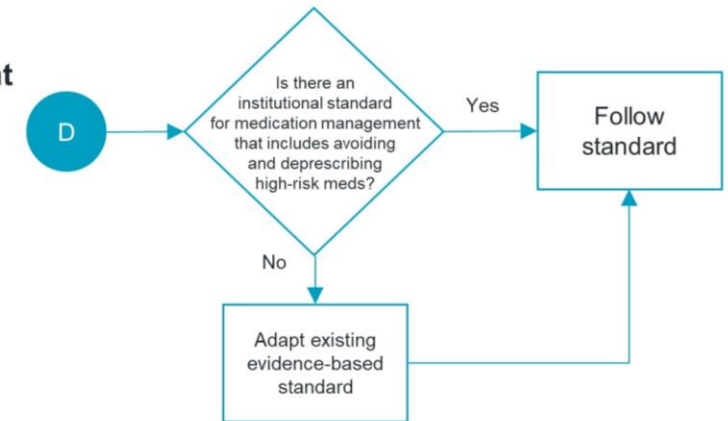 nt
D
Is there an
institutional standard
for medication management
that includes avoiding
and deprescribing
high-risk meds?
Yes
Follow
standard
No
Adapt existing
evidence-based
standard